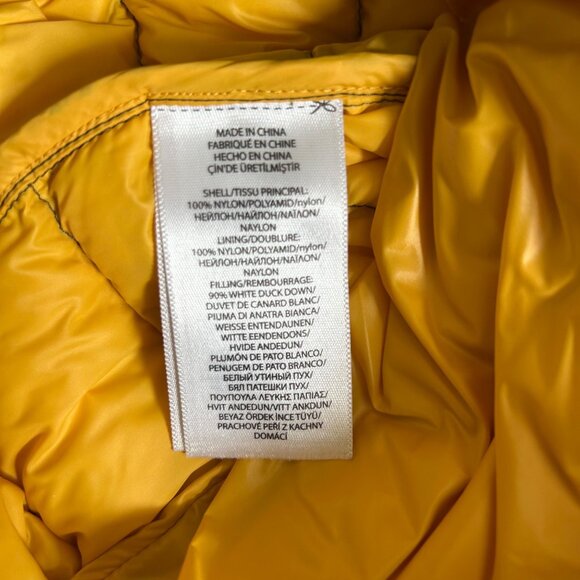 MADE IN CHINA
FABRIQUÉ EN CHINE
HECHO EN CHINA
ÇİN'DE ÜRETİLMİŞTİR
SHELL/TISSU PRINCIPAL:
100% NYLON/POLYAMID/nylon/
НЕЙЛОН/НАЙЛОН/ΝΑΪΛΟΝ/
NAYLON
LINING/DOUBLURE:
100% NYLON/POLYAMID/nylon/
НЕЙЛОН/НАЙЛОН/ΝΑΪΛΟΝ/
NAYLON
FILLING/REMBOURRAGE:
90% WHITE DUCK DOWN/
DUVET DE CANARD BLANC/
PIUMA DI ANATRA BIANCA/
WEISSE ENTENDAUNEN/
WITTE EENDENDONS/
HVIDE ANDEDUN/
PLUMÓN DE PATO BLANCO/
PENUGEM DE PATO BRANCO/
БЕЛЫЙ УТИНЫЙ ПУХ/
БЯЛ ПАТЕШКИ ПУХ/
ΠΟΥΠΟΥΛΑ ΛΕΥΚΗΣ ΠΑΠΙΑΣ/
HVIT ANDEDUN/VITT ANKDUN/
BEYAZ ÖRDEK İNCE TÜYÜ/
PRACHOVÉ PEŘÍ Z KACHNY
DOMÁCÍ